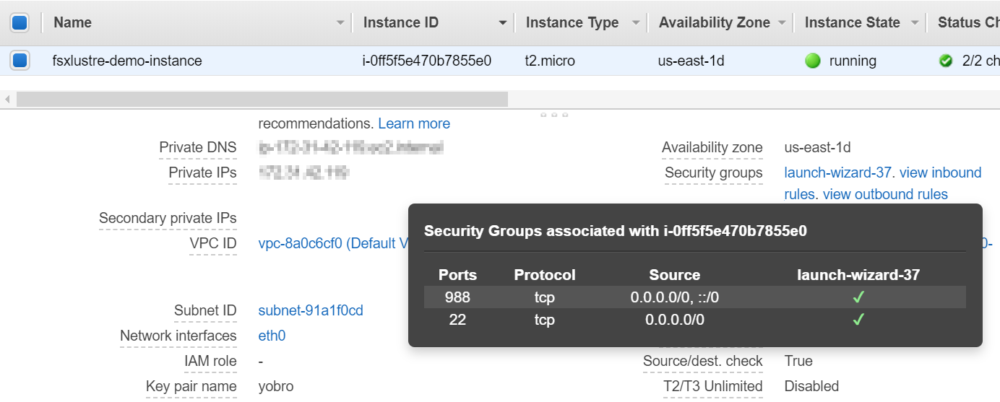 Name Instance ID Instance Type Availability Zone Instance State Status Ch
fsxlustre-demo-instance i-0ff5f5e470b7855e0 t2.micro us-east-1d running 2/2 ch
recommendations. Learn more
Private DNS
Availability zone us-east-1d
Private IPs
Security groups launch-wizard-37. view inbound
rules. view outbound rules
Secondary private IPs
VPC ID vpc-8a0c6cf0 (Default V
0-
Security Groups associated with i-0ff5f5e470b7855e0
Ports Protocol Source launch-wizard-37
988 tcp 0.0.0.0/0, ::/0 ✓
22 tcp 0.0.0.0/0 ✓
Subnet ID subnet-91a1f0cd
Network interfaces eth0
IAM role -
Source/dest. check True
Key pair name yobro
T2/T3 Unlimited Disabled